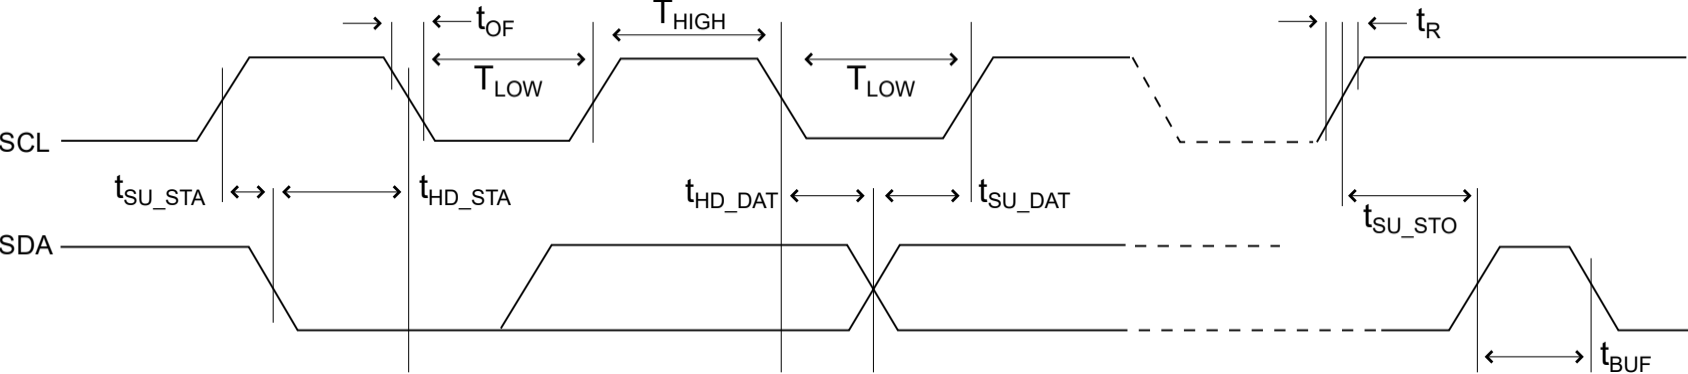 tOF
THIGH
tR
TLOW
TLOW
SCL
tSU_STA
tHD_STA
tHD_DAT
tSU_DAT
tSU_STO
SDA
tBUF